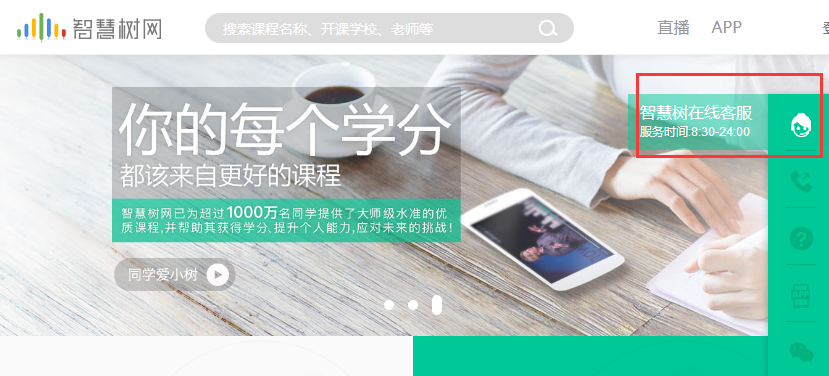 智慧树网
搜索课程名称、开课学校、老师等
直播
APP
你的每个学分
都该来自更好的课程
智慧树网已为超过1000万名同学提供了大师级水准的优
质课程,并帮助其获得学分,提升个人能力,应对未来的挑战!
同学爱小树
智慧树在线客服
服务时间:8:30-24:00